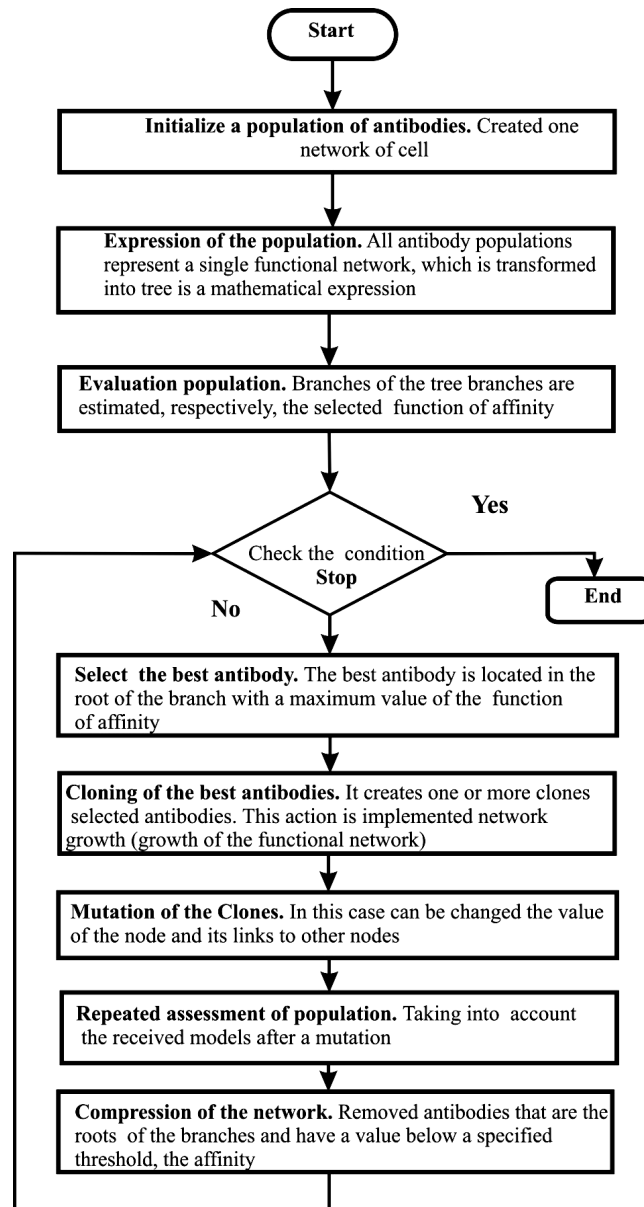 Start
Initialize a population of antibodies. Created one
network of cell
Expression of the population. All antibody populations
represent a single functional network, which is transformed
into tree is a mathematical expression
Evaluation population. Branches of the tree branches are
estimated, respectively, the selected function of affinity
Yes
Check the condition
Stop
End
No
Select the best antibody. The best antibody is located in the
root of the branch with a maximum value of the function
of affinity
Cloning of the best antibodies. It creates one or more clones
selected antibodies. This action is implemented network
growth (growth of the functional network)
Mutation of the Clones. In this case can be changed the value
of the node and its links to other nodes
Repeated assessment of population. Taking into account
the received models after a mutation
Compression of the network. Removed antibodies that are the
roots of the branches and have a value below a specified
threshold, the affinity